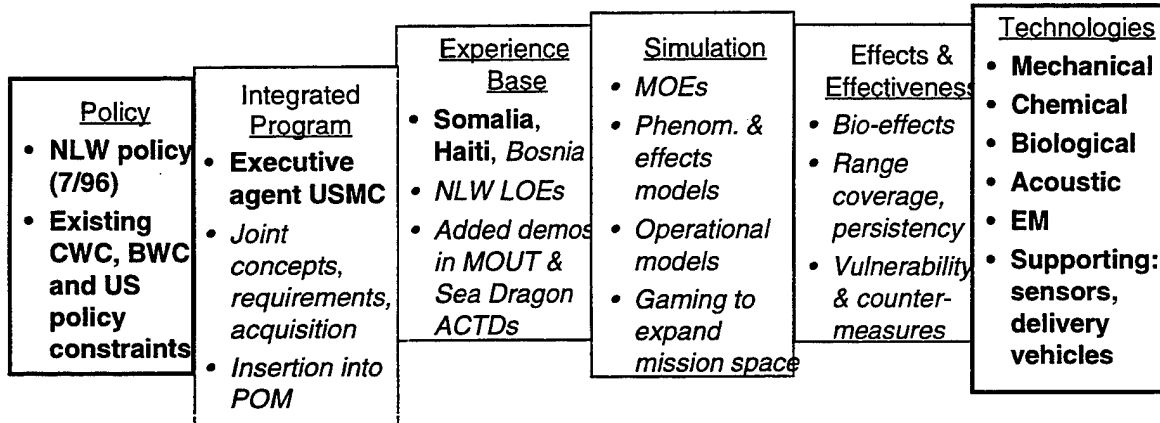 Policy
• NLW policy
(7/96)
• Existing
CWC, BWC
and US
policy
constraints
Integrated
Program
• Executive
agent USMC
• Joint
concepts,
requirements,
acquisition
• Insertion into
POM
Experience
Base
• Somalia,
Haiti, Bosnia
• NLW LOEs
• Added demos
in MOUT &
Sea Dragon
ACTDs
Simulation
• MOEs
• Phenom. &
effects
models
• Operational
models
• Gaming to
expand
mission space
Effects &
Effectiveness
• Bio-effects
• Range
coverage,
persistency
• Vulnerability
& counter-
measures
Technologies
• Mechanical
• Chemical
• Biological
• Acoustic
• EM
• Supporting:
sensors,
delivery
vehicles